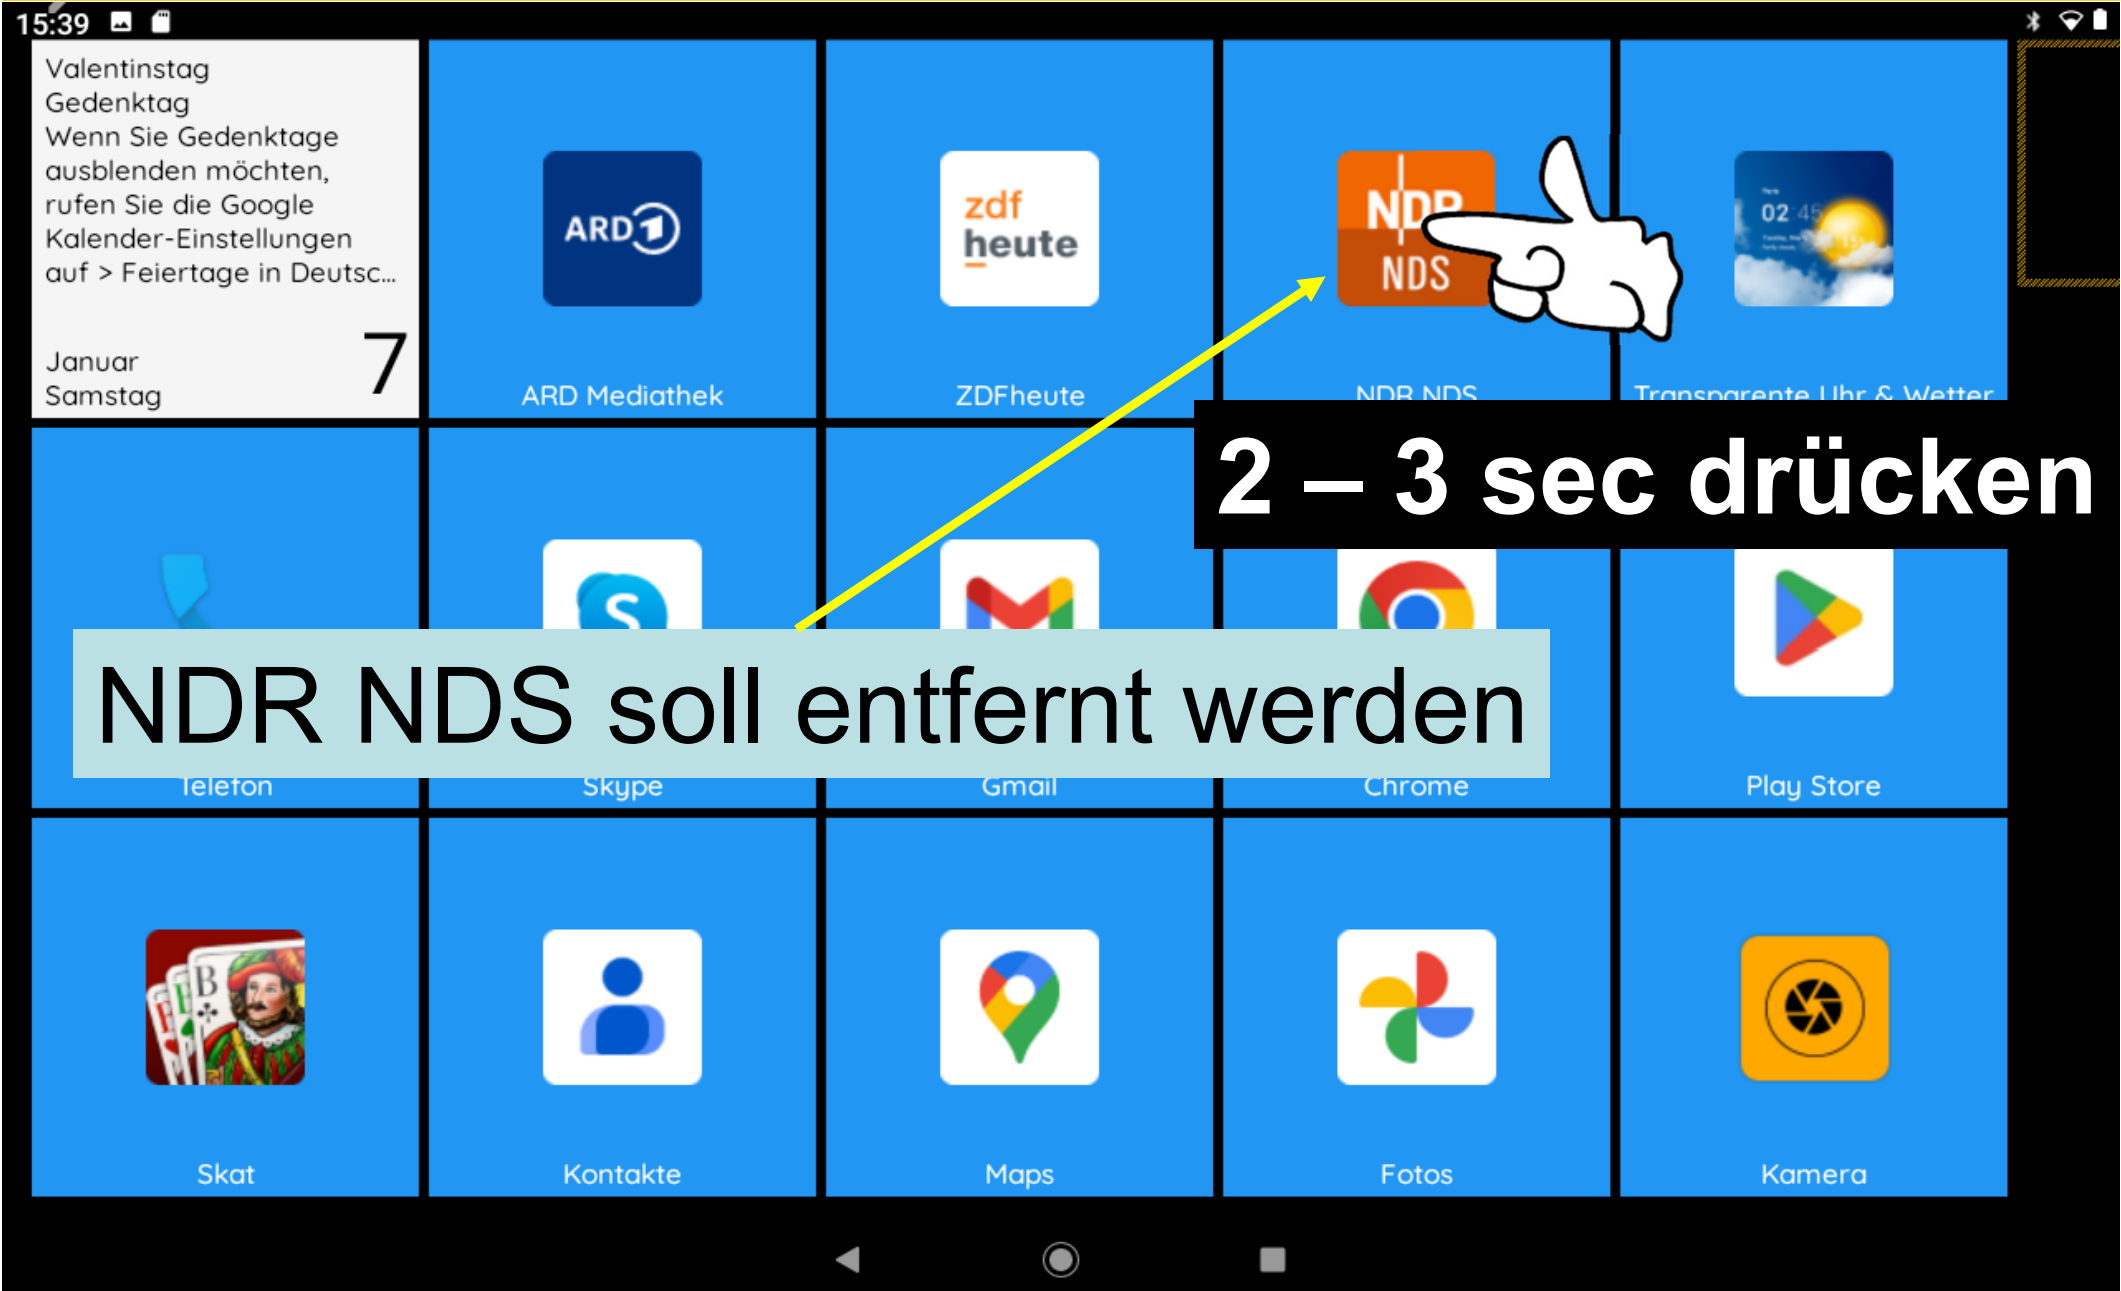 15:39
Valentinstag
Gedenktag
Wenn Sie Gedenktage
ausblenden möchten,
rufen Sie die Google
Kalender-Einstellungen
auf > Feiertage in Deutsc...
Januar
Samstag
7
ARD 1
ARD Mediathek
zdf
heute
ZDFheute
NDR
NDS
NDR NDS
02:45
Transparente Uhr & Wetter
2 – 3 sec drücken
NDR NDS soll entfernt werden
Telefon
S
Skype
Gmail
Chrome
Play Store
B
Skat
Kontakte
Maps
Fotos
Kamera